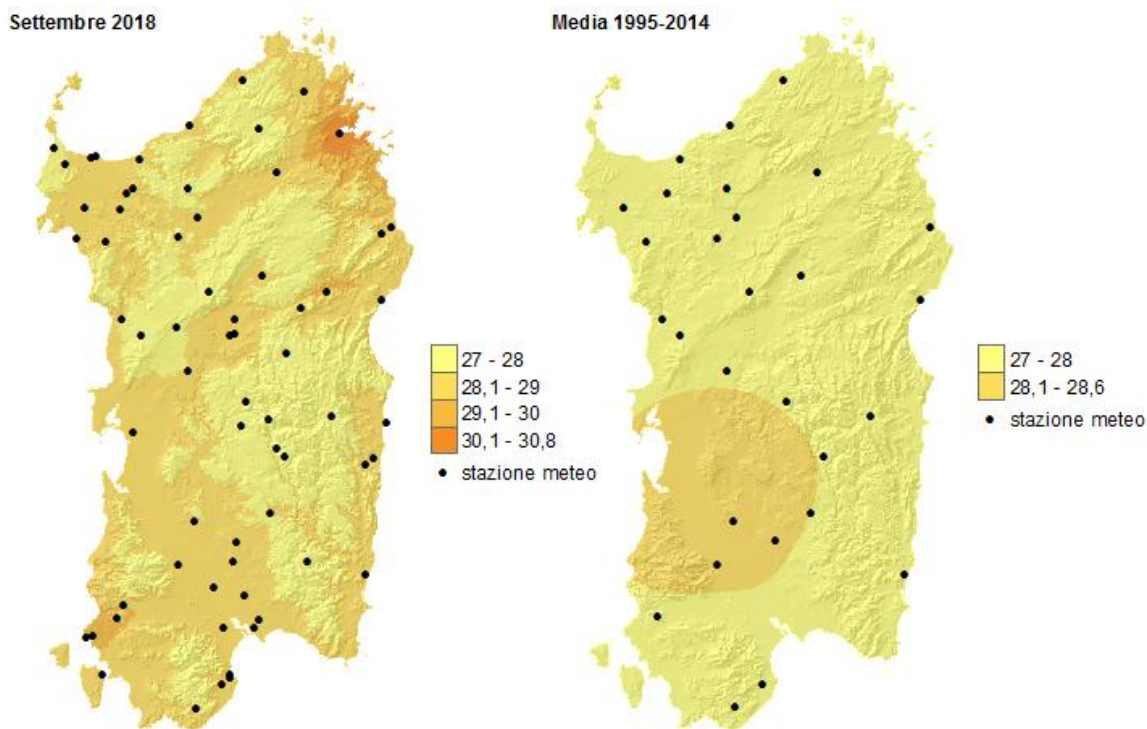 Settembre 2018
Media 1995-2014
27 - 28
28,1 - 29
29,1 - 30
30,1 - 30,8
stazione meteo
27 - 28
28,1 - 28,6
stazione meteo